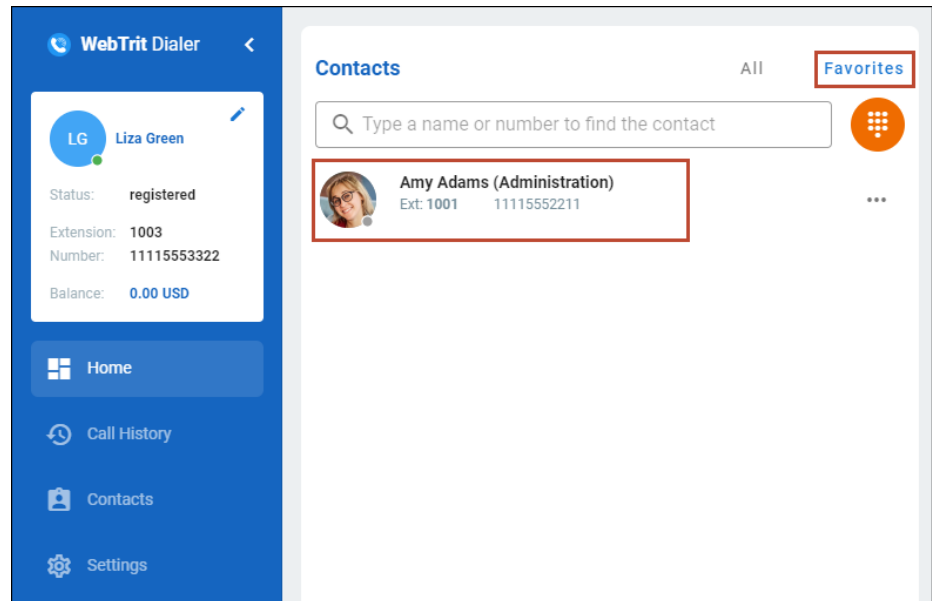 WebTrit Dialer
LG
Liza Green
Status: registered
Extension: 1003
Number: 11115553322
Balance: 0.00 USD
Home
Call History
Contacts
Settings
Contacts
All
Favorites
Type a name or number to find the contact
Amy Adams (Administration)
Ext: 1001 11115552211